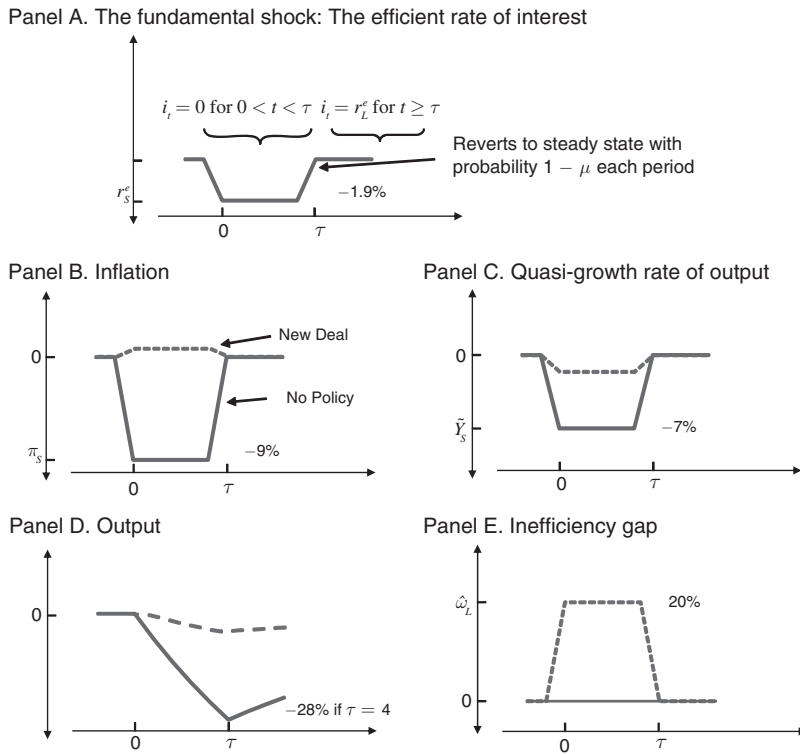 Panel A. The fundamental shock: The efficient rate of interest
i_t = 0 for 0 < t < τ i_t = r_L^e for t ≥ τ
Reverts to steady state with
probability 1 − μ each period
r_S^e
−1.9%
0 τ
Panel B. Inflation
0
New Deal
No Policy
π_S
−9%
0 τ
Panel C. Quasi-growth rate of output
0
Ỹ_S
−7%
0 τ
Panel D. Output
0
−28% if τ = 4
0 τ
Panel E. Inefficiency gap
ω̂_L
20%
0
0 τ